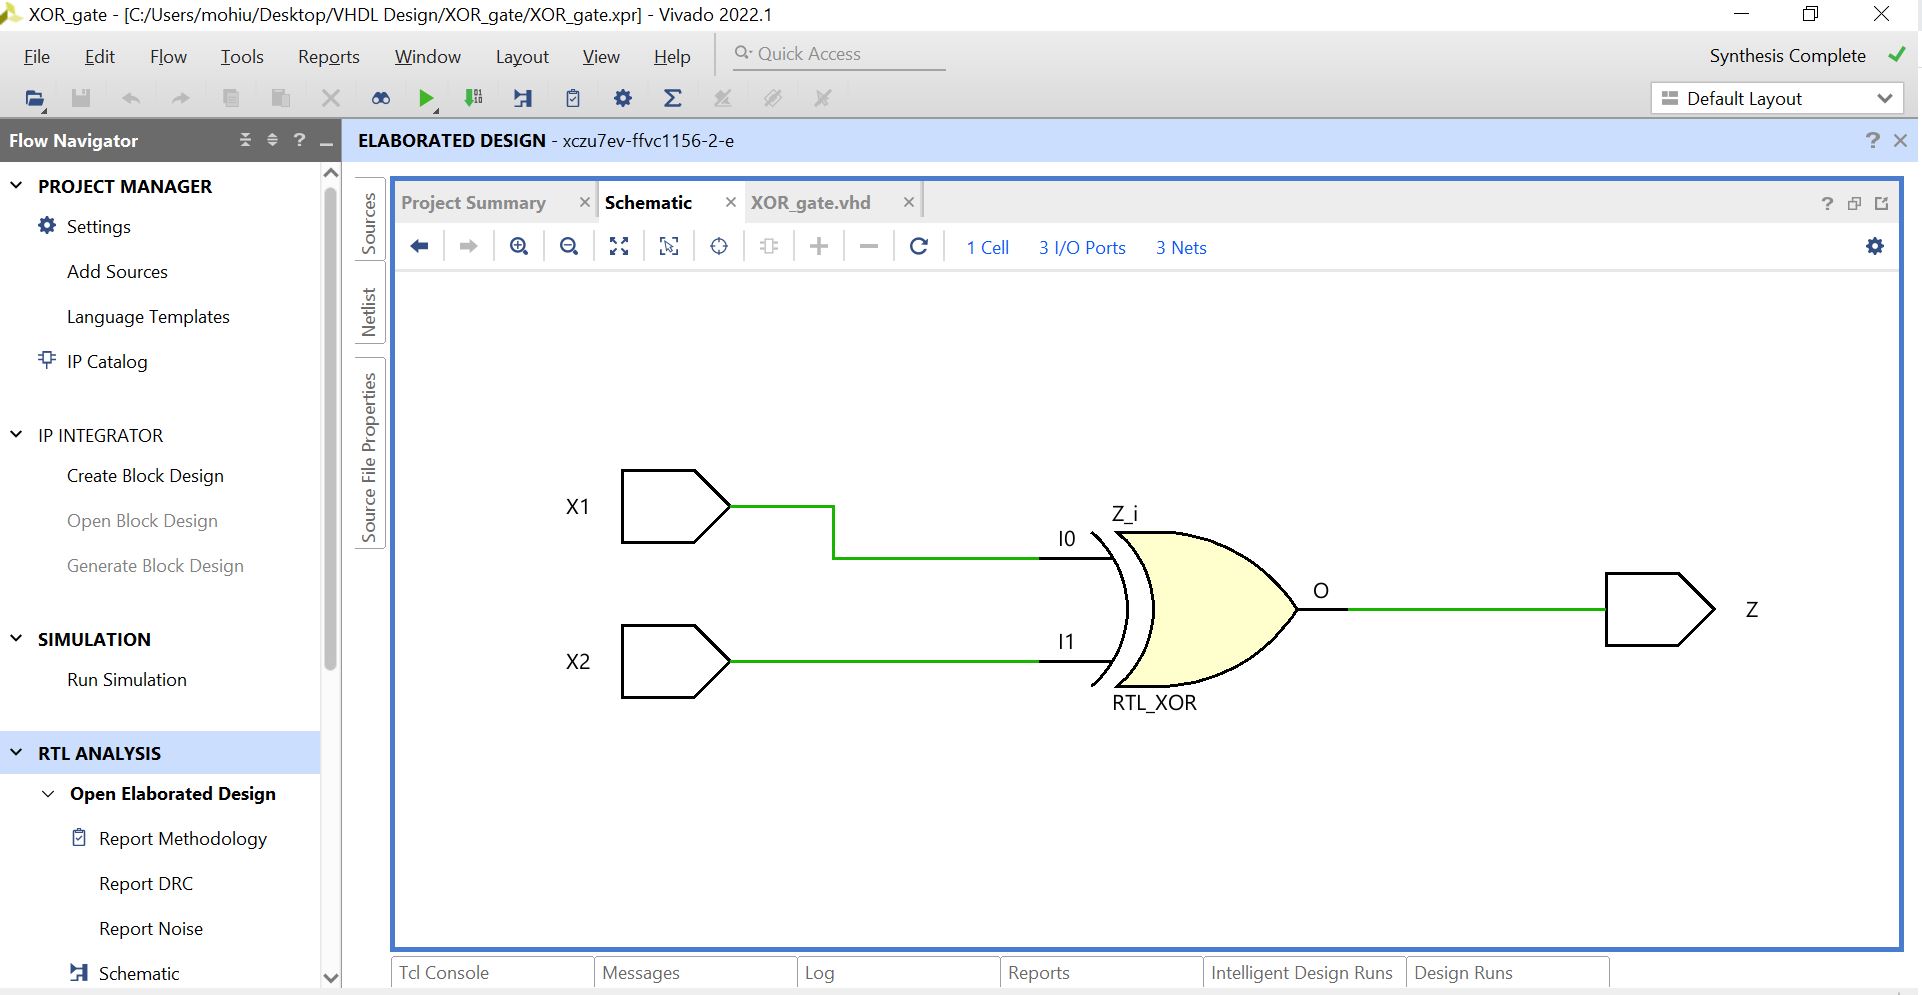 XOR_gate - [C:/Users/mohiu/Desktop/VHDL Design/XOR_gate/XOR_gate.xpr] - Vivado 2022.1
File Edit Flow Tools Reports Window Layout View Help Quick Access
Synthesis Complete
Default Layout
Flow Navigator
ELABORATED DESIGN - xczu7ev-ffvc1156-2-e
PROJECT MANAGER
Settings
Add Sources
Language Templates
IP Catalog
IP INTEGRATOR
Create Block Design
Open Block Design
Generate Block Design
SIMULATION
Run Simulation
RTL ANALYSIS
Open Elaborated Design
Report Methodology
Report DRC
Report Noise
Schematic
Sources
Netlist
Source File Properties
Project Summary Schematic XOR_gate.vhd
1 Cell 3 I/O Ports 3 Nets
X1
X2
Z_i
I0
I1
O
RTL_XOR
Z
Tcl Console Messages Log Reports Intelligent Design Runs Design Runs